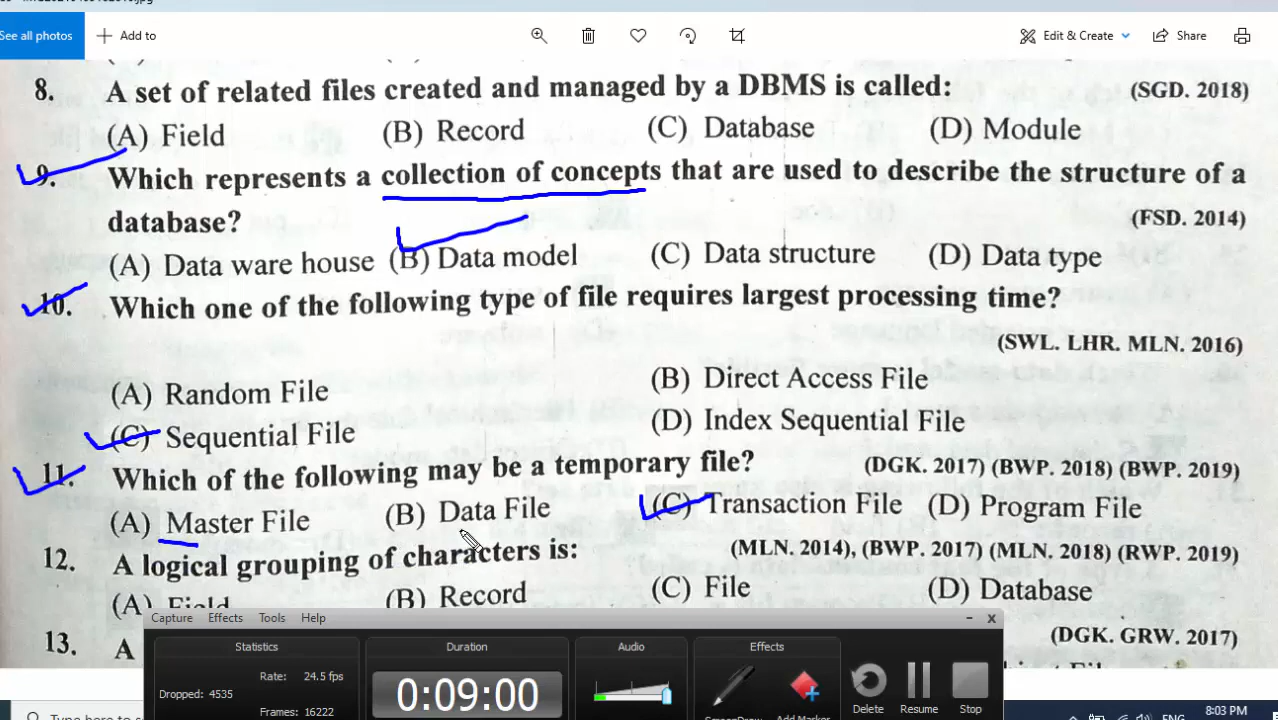 See all photos
Add to
Edit & Create
Share
8. A set of related files created and managed by a DBMS is called: (SGD. 2018)
(A) Field (B) Record (C) Database (D) Module
9. Which represents a collection of concepts that are used to describe the structure of a
database? (FSD. 2014)
(A) Data ware house (B) Data model (C) Data structure (D) Data type
10. Which one of the following type of file requires largest processing time?
(SWL. LHR. MLN. 2016)
(A) Random File (B) Direct Access File
(C) Sequential File (D) Index Sequential File
11. Which of the following may be a temporary file? (DGK. 2017) (BWP. 2018) (BWP. 2019)
(A) Master File (B) Data File (C) Transaction File (D) Program File
12. A logical grouping of characters is: (MLN. 2014), (BWP. 2017) (MLN. 2018) (RWP. 2019)
(A) Field (B) Record (C) File (D) Database
13. A (DGK. GRW. 2017)
Capture Effects Tools Help
Statistics Duration Audio Effects
Rate: 24.5 fps
Dropped: 4535
0:09:00
Frames: 16222
Delete Resume Stop
Type here to search
ENG
8:03 PM